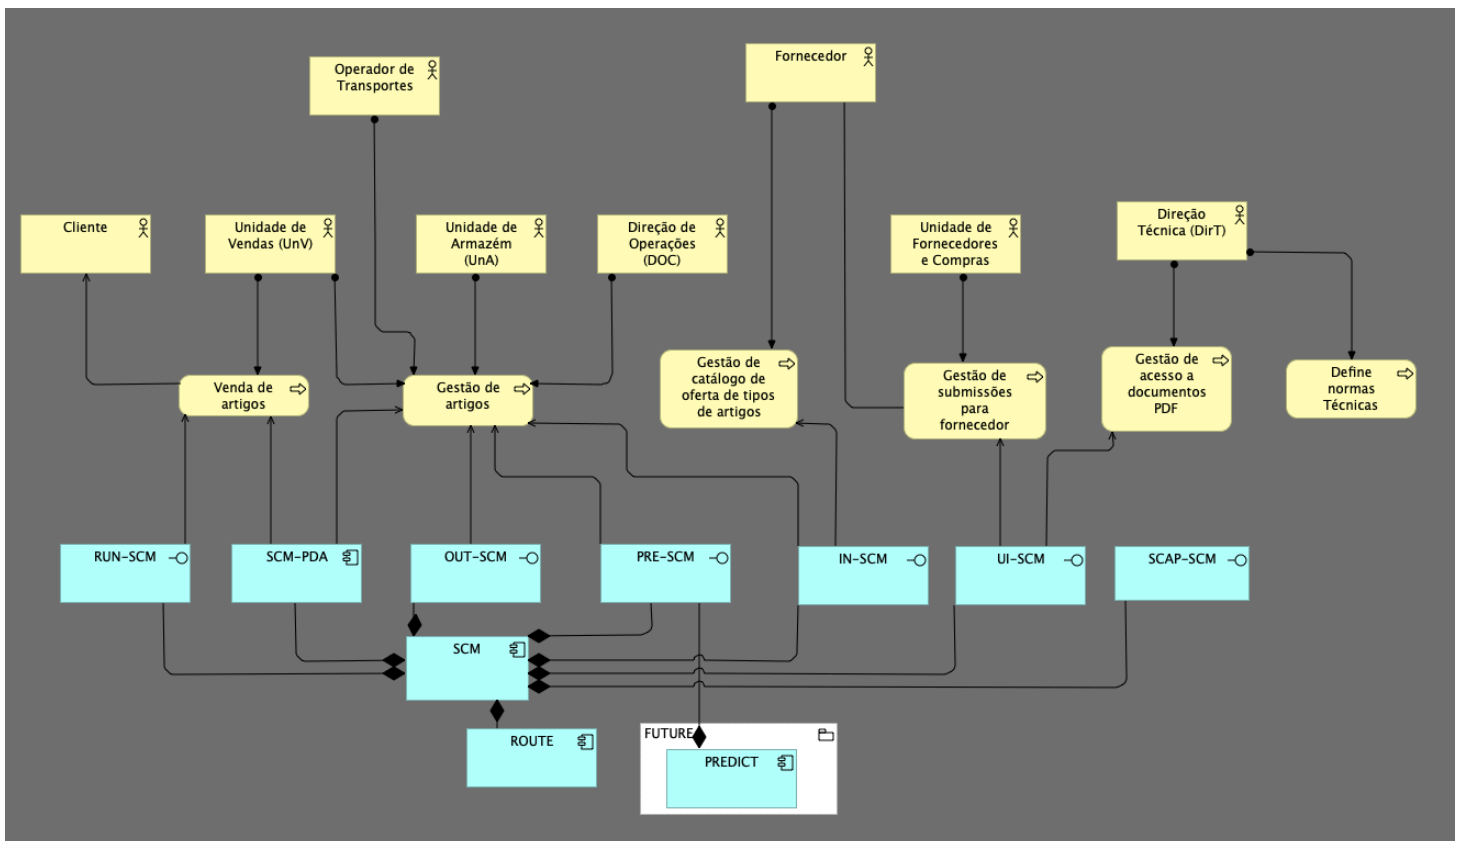 Operador de
Transportes
Fornecedor
Cliente
Unidade de
Vendas (UnV)
Unidade de
Armazém
(UnA)
Direção de
Operações
(DOC)
Unidade de
Fornecedores
e Compras
Direção
Técnica (DirT)
Venda de
artigos
Gestão de
artigos
Gestão de
catálogo de
oferta de tipos
de artigos
Gestão de
submissões
para
fornecedor
Gestão de
acesso a
documentos
PDF
Define
normas
Técnicas
RUN-SCM
SCM-PDA
OUT-SCM
PRE-SCM
IN-SCM
UI-SCM
SCAP-SCM
SCM
ROUTE
FUTURE
PREDICT